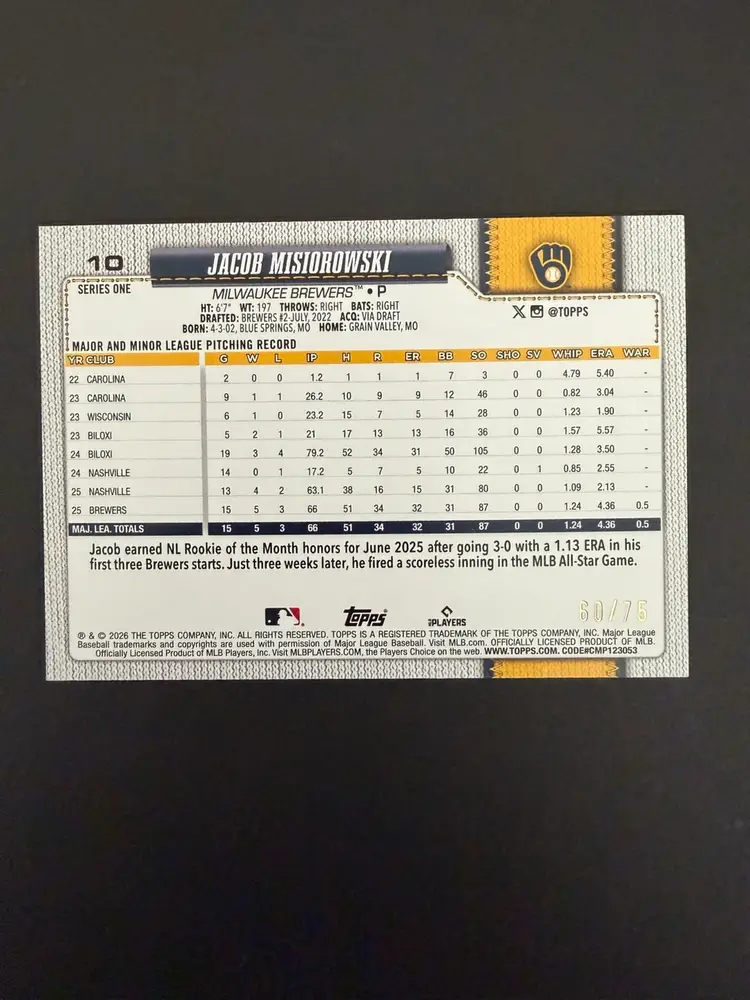 10
JACOB MISIOROWSKI
SERIES ONE
MILWAUKEE BREWERS™ • P
HT: 6'7" WT: 197 THROWS: RIGHT BATS: RIGHT
DRAFTED: BREWERS #2-JULY, 2022 ACQ: VIA DRAFT
BORN: 4-3-02, BLUE SPRINGS, MO HOME: GRAIN VALLEY, MO
X @TOPPS
MAJOR AND MINOR LEAGUE PITCHING RECORD
YR CLUB G W L IP H R ER BB SO SHO SV WHIP ERA WAR
22 CAROLINA 2 0 0 1.2 1 1 1 7 3 0 0 4.79 5.40 -
23 CAROLINA 9 1 1 26.2 10 9 9 12 46 0 0 0.82 3.04 -
23 WISCONSIN 6 1 0 23.2 15 7 5 14 28 0 0 1.23 1.90 -
23 BILOXI 5 2 1 21 17 13 13 16 36 0 0 1.57 5.57 -
24 BILOXI 19 3 4 79.2 52 34 31 50 105 0 0 1.28 3.50 -
24 NASHVILLE 14 0 1 17.2 5 7 5 10 22 0 1 0.85 2.55 -
25 NASHVILLE 13 4 2 63.1 38 16 15 31 80 0 0 1.09 2.13 -
25 BREWERS 15 5 3 66 51 34 32 31 87 0 0 1.24 4.36 0.5
MAJ. LEA. TOTALS 15 5 3 66 51 34 32 31 87 0 0 1.24 4.36 0.5
Jacob earned NL Rookie of the Month honors for June 2025 after going 3-0 with a 1.13 ERA in his
first three Brewers starts. Just three weeks later, he fired a scoreless inning in the MLB All-Star Game.
Topps
PLAYERS
60/75
® & © 2026 THE TOPPS COMPANY, INC. ALL RIGHTS RESERVED. TOPPS IS A REGISTERED TRADEMARK OF THE TOPPS COMPANY, INC. Major League
Baseball trademarks and copyrights are used with permission of Major League Baseball. Visit MLB.com. OFFICIALLY LICENSED PRODUCT OF MLB.
Officially Licensed Product of MLB Players, Inc. Visit MLBPLAYERS.COM, the Players Choice on the web. WWW.TOPPS.COM. CODE#CMP123053